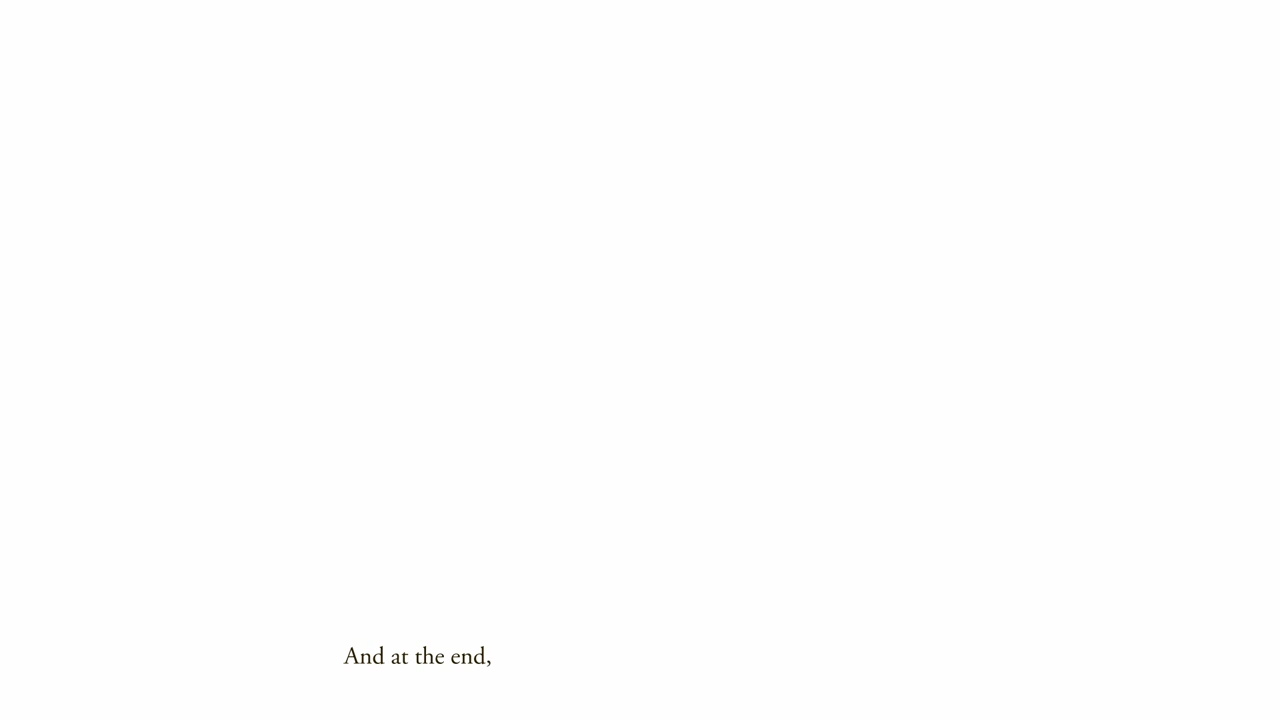 And at the end,